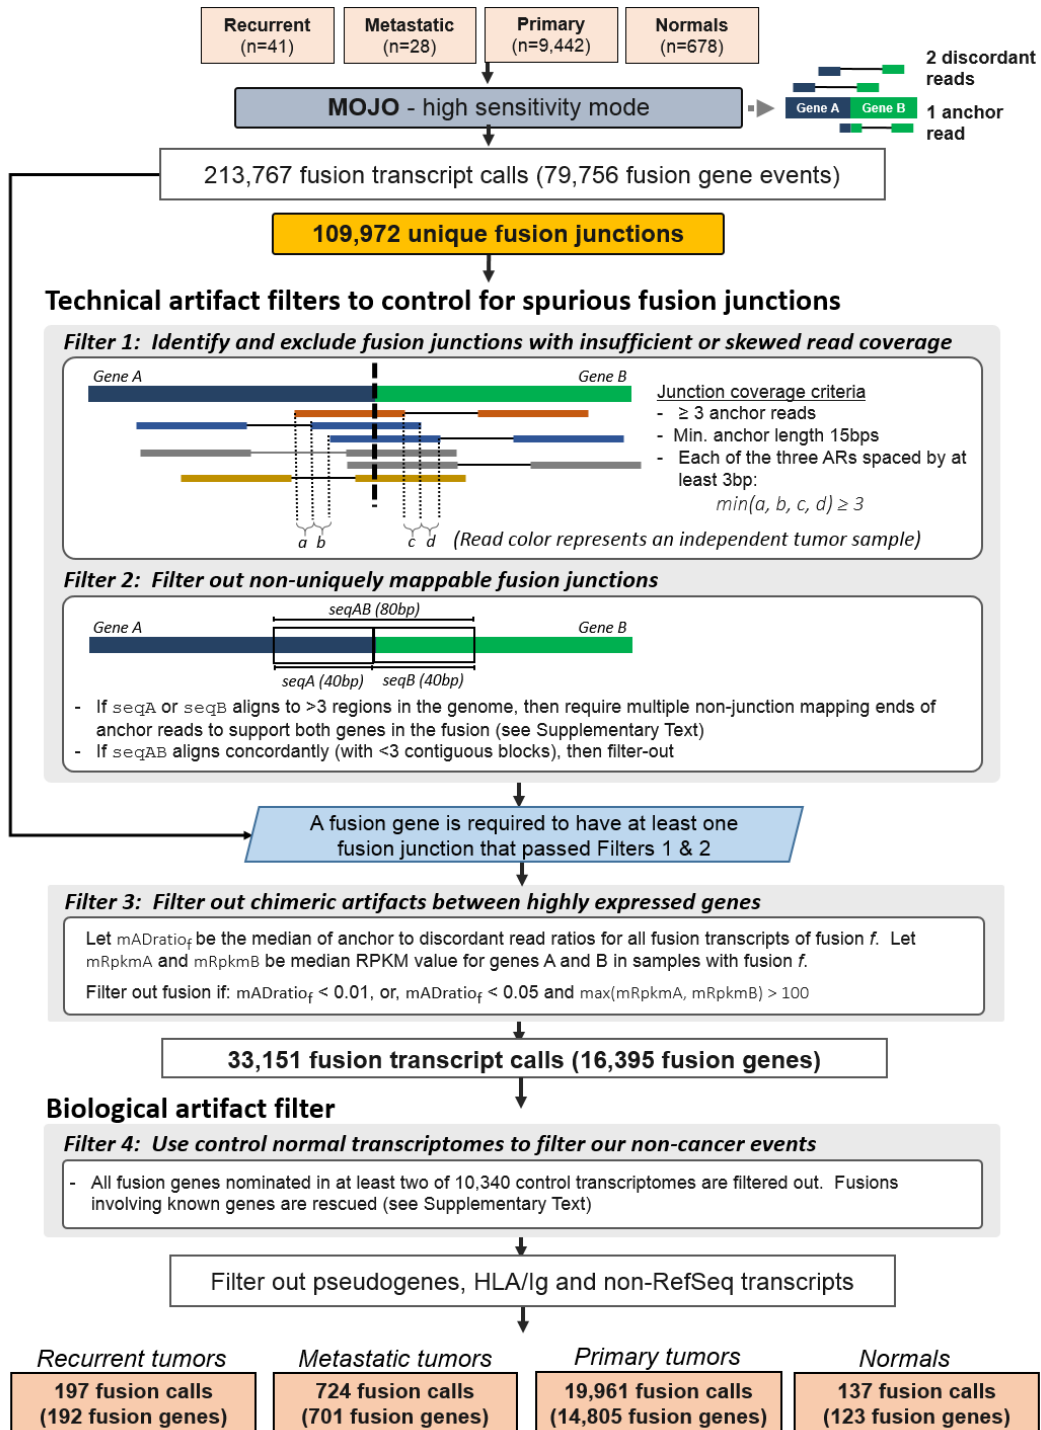 Recurrent
(n=41)
Metastatic
(n=28)
Primary
(n=9,442)
Normals
(n=678)
MOJO - high sensitivity mode
2 discordant
reads
Gene A
Gene B
1 anchor
read
213,767 fusion transcript calls (79,756 fusion gene events)
109,972 unique fusion junctions
Technical artifact filters to control for spurious fusion junctions
Filter 1: Identify and exclude fusion junctions with insufficient or skewed read coverage
Gene A
Gene B
Junction coverage criteria
- ≥ 3 anchor reads
- Min. anchor length 15bps
- Each of the three ARs spaced by at
least 3bp:
min(a, b, c, d) ≥ 3
a b c d (Read color represents an independent tumor sample)
Filter 2: Filter out non-uniquely mappable fusion junctions
seqAB (80bp)
Gene A
Gene B
seqA (40bp)
seqB (40bp)
- If seqA or seqB aligns to >3 regions in the genome, then require multiple non-junction mapping ends of
anchor reads to support both genes in the fusion (see Supplementary Text)
- If seqAB aligns concordantly (with <3 contiguous blocks), then filter-out
A fusion gene is required to have at least one
fusion junction that passed Filters 1 & 2
Filter 3: Filter out chimeric artifacts between highly expressed genes
Let mADratiof be the median of anchor to discordant read ratios for all fusion transcripts of fusion f. Let
mRpkmA and mRpkmB be median RPKM value for genes A and B in samples with fusion f.
Filter out fusion if: mADratiof < 0.01, or, mADratiof < 0.05 and max(mRpkmA, mRpkmB) > 100
33,151 fusion transcript calls (16,395 fusion genes)
Biological artifact filter
Filter 4: Use control normal transcriptomes to filter our non-cancer events
- All fusion genes nominated in at least two of 10,340 control transcriptomes are filtered out. Fusions
involving known genes are rescued (see Supplementary Text)
Filter out pseudogenes, HLA/Ig and non-RefSeq transcripts
Recurrent tumors
197 fusion calls
(192 fusion genes)
Metastatic tumors
724 fusion calls
(701 fusion genes)
Primary tumors
19,961 fusion calls
(14,805 fusion genes)
Normals
137 fusion calls
(123 fusion genes)